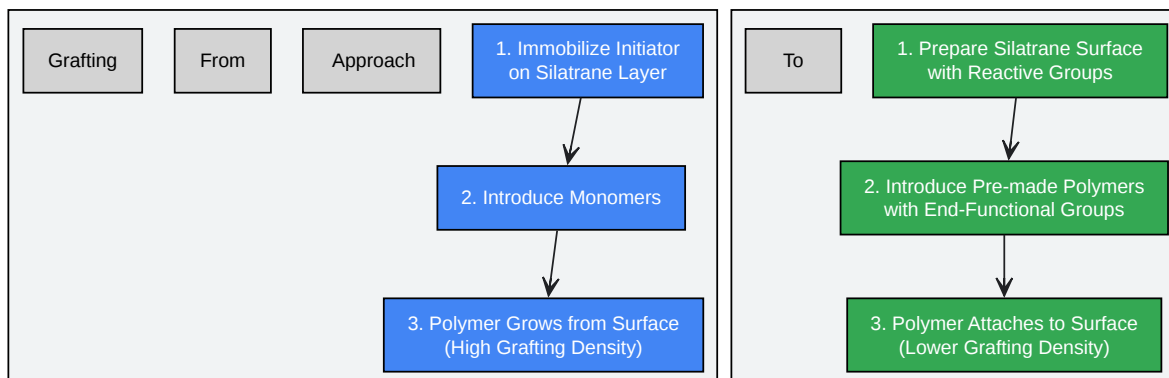 Grafting
From
Approach
1. Immobilize Initiator
on Silatrane Layer
2. Introduce Monomers
3. Polymer Grows from Surface
(High Grafting Density)
To
1. Prepare Silatrane Surface
with Reactive Groups
2. Introduce Pre-made Polymers
with End-Functional Groups
3. Polymer Attaches to Surface
(Lower Grafting Density)